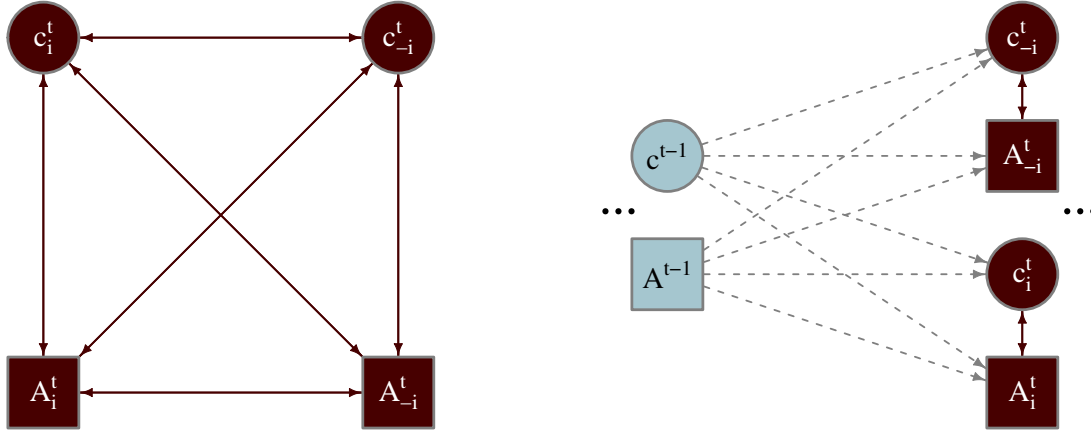 c_i^t
c_{-i}^t
A_i^t
A_{-i}^t
c_{-i}^t
A_{-i}^t
c^{t-1}
... ...
A^{t-1}
c_i^t
A_i^t